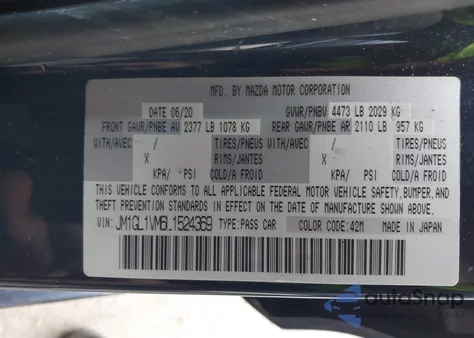 MFD. BY MAZDA MOTOR CORPORATION
DATE 06/20 GVWR/PNBV 4473 LB 2029 KG
FRONT GAWR/PNBE AV 2377 LB 1078 KG REAR GAWR/PNBE AR 2110 LB 957 KG
WITH/AVEC / TIRES/PNEUS WITH/AVEC / TIRES/PNEUS
X RIMS/JANTES X RIMS/JANTES
KPA/ PSI COLD/A FROID KPA/ PSI COLD/A FROID
THIS VEHICLE CONFORMS TO ALL APPLICABLE FEDERAL MOTOR VEHICLE SAFETY, BUMPER, AND
THEFT PREVENTION STANDARDS IN EFFECT ON THE DATE OF MANUFACTURE SHOWN ABOVE.
VIN: JM1GL1VM6L1524369 TYPE: PASS CAR COLOR CODE: 42M MADE IN JAPAN
autoSnap